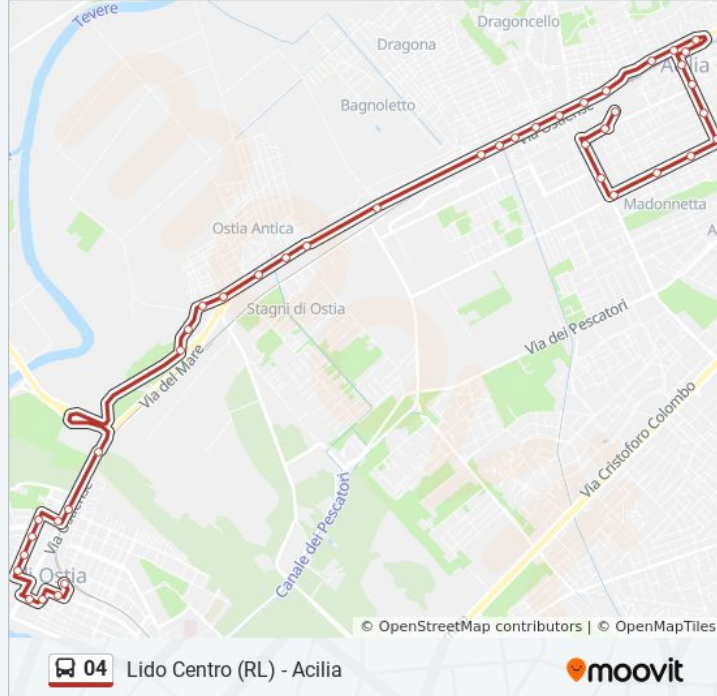 Tevere
Dragoncello
Dragona
Acilia
Bagnoletto
Via Ostiense
Madonnetta
A
Ostia Antica
Stagni di Ostia
Via dei Pescatori
Via del Mare
Via Cristoforo Colombo
Canale dei Pescatori
Via Ostiense
di Ostia
© OpenStreetMap contributors | © OpenMapTiles
04 Lido Centro (RL) - Acilia
moovit